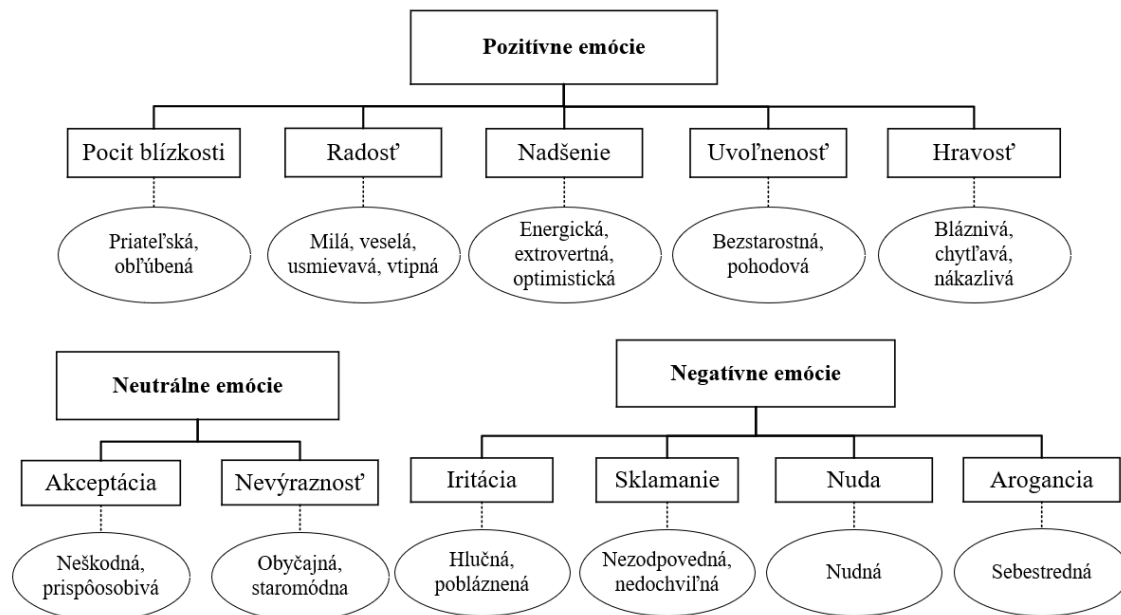 Pozitívne emócie
Pocit blízkosti
Radosť
Nadšenie
Uvoľnenosť
Hravosť
Priateľská,
obľúbená
Milá, veselá,
usmievavá, vtipná
Energická,
extrovertná,
optimistická
Bezstarostná,
pohodová
Bláznivá,
chytľavá,
nákazlivá
Neutrálne emócie
Akceptácia
Nevýraznosť
Neškodná,
prispôosobivá
Obyčajná,
staromódna
Negatívne emócie
Iritácia
Sklamanie
Nuda
Arogancia
Hlučná,
pobláznená
Nezodpovedná,
nedochviľná
Nudná
Sebestredná